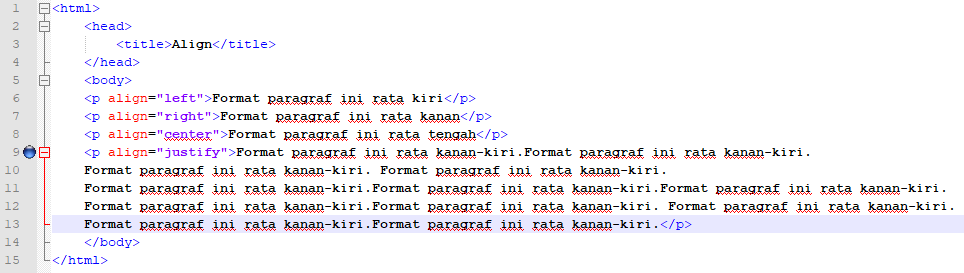 1 <html>
2 <head>
3 <title>Align</title>
4 </head>
5 <body>
6 <p align="left">Format paragraf ini rata kiri</p>
7 <p align="right">Format paragraf ini rata kanan</p>
8 <p align="center">Format paragraf ini rata tengah</p>
9 <p align="justify">Format paragraf ini rata kanan-kiri.Format paragraf ini rata kanan-kiri.
10 Format paragraf ini rata kanan-kiri. Format paragraf ini rata kanan-kiri.
11 Format paragraf ini rata kanan-kiri.Format paragraf ini rata kanan-kiri.Format paragraf ini rata kanan-kiri.
12 Format paragraf ini rata kanan-kiri.Format paragraf ini rata kanan-kiri. Format paragraf ini rata kanan-kiri.
13 Format paragraf ini rata kanan-kiri.Format paragraf ini rata kanan-kiri.</p>
14 </body>
15 </html>